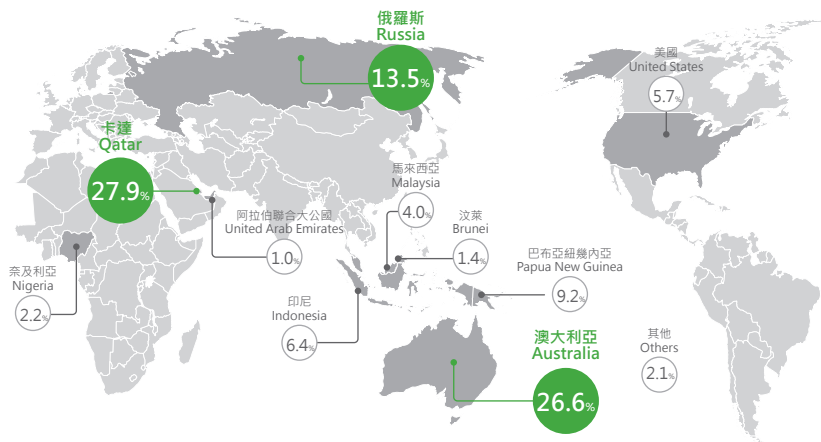 俄羅斯
Russia
13.5%
美國
United States
5.7%
卡達
Qatar
27.9%
馬來西亞
Malaysia
4.0%
阿拉伯聯合大公國
United Arab Emirates
1.0%
汶萊
Brunei
1.4%
巴布亞紐幾內亞
Papua New Guinea
9.2%
奈及利亞
Nigeria
2.2%
印尼
Indonesia
6.4%
澳大利亞
Australia
26.6%
其他
Others
2.1%